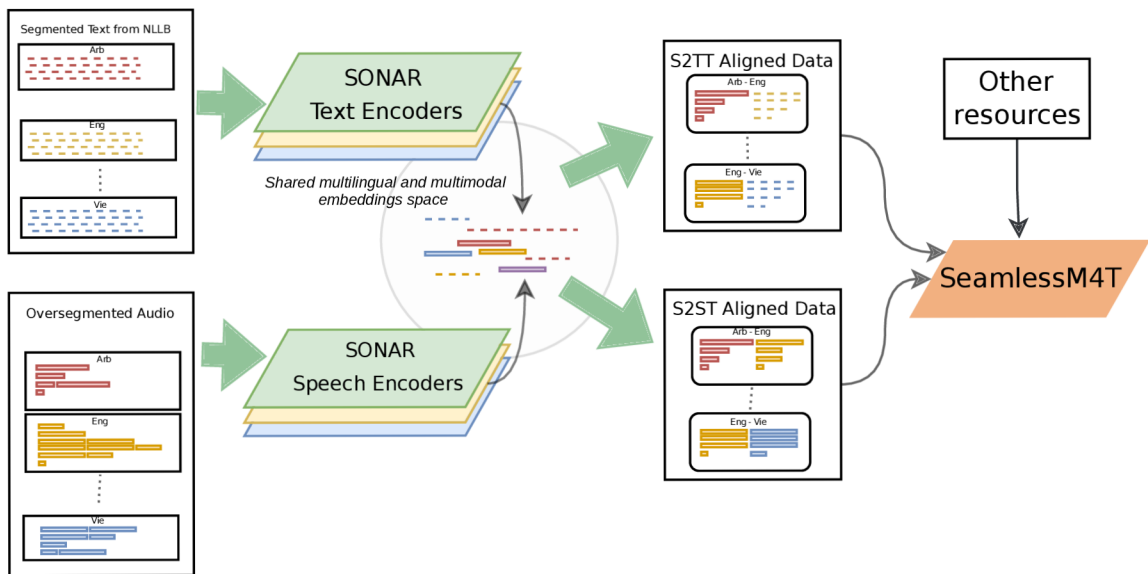 Segmented Text from NLLB
Arb
Eng
Vie
Oversegmented Audio
Arb
Eng
Vie
SONAR
Text Encoders
Shared multilingual and multimodal
embeddings space
SONAR
Speech Encoders
S2TT Aligned Data
Arb - Eng
Eng - Vie
S2ST Aligned Data
Arb - Eng
Eng - Vie
Other
resources
SeamlessM4T